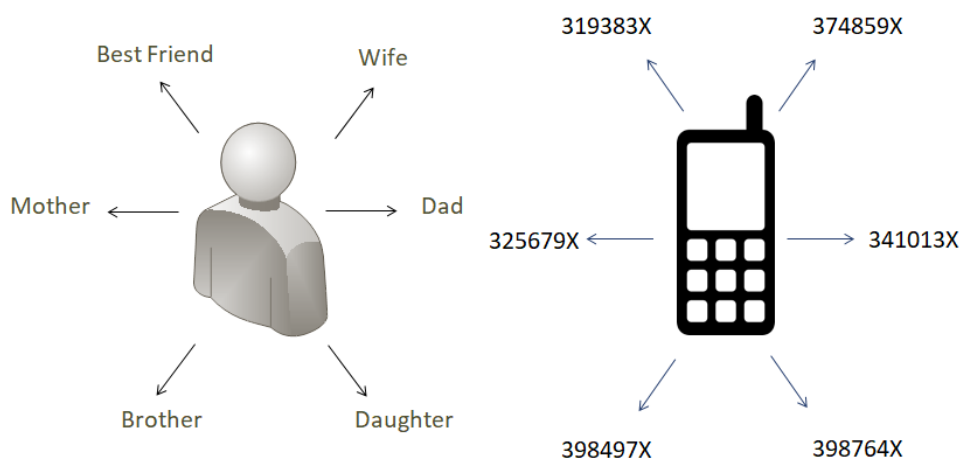 Best Friend
Wife
Mother
Dad
Brother
Daughter
319383X
374859X
325679X
341013X
398497X
398764X